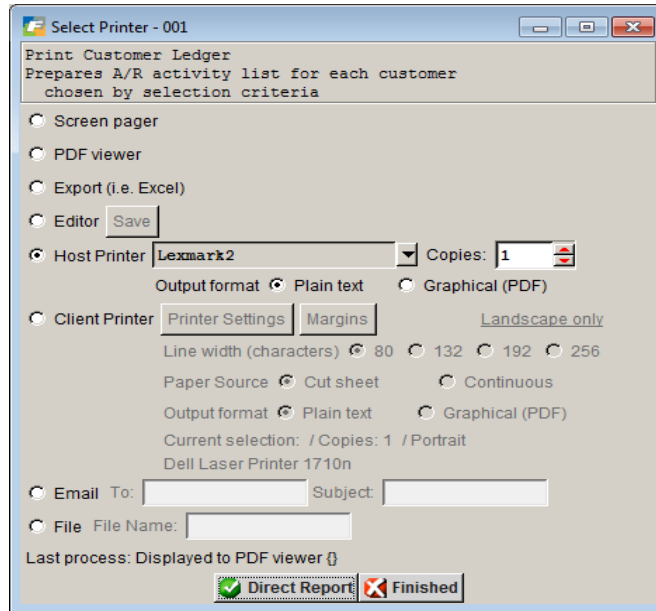 Select Printer - 001
Print Customer Ledger
Prepares A/R activity list for each customer
chosen by selection criteria
Screen pager
PDF viewer
Export (i.e. Excel)
Editor Save
Host Printer Lexmark2 Copies: 1
Output format Plain text Graphical (PDF)
Client Printer Printer Settings Margins Landscape only
Line width (characters) 80 132 192 256
Paper Source Cut sheet Continuous
Output format Plain text Graphical (PDF)
Current selection: / Copies: 1 / Portrait
Dell Laser Printer 1710n
Email To: Subject:
File File Name:
Last process: Displayed to PDF viewer {}
Direct Report Finished